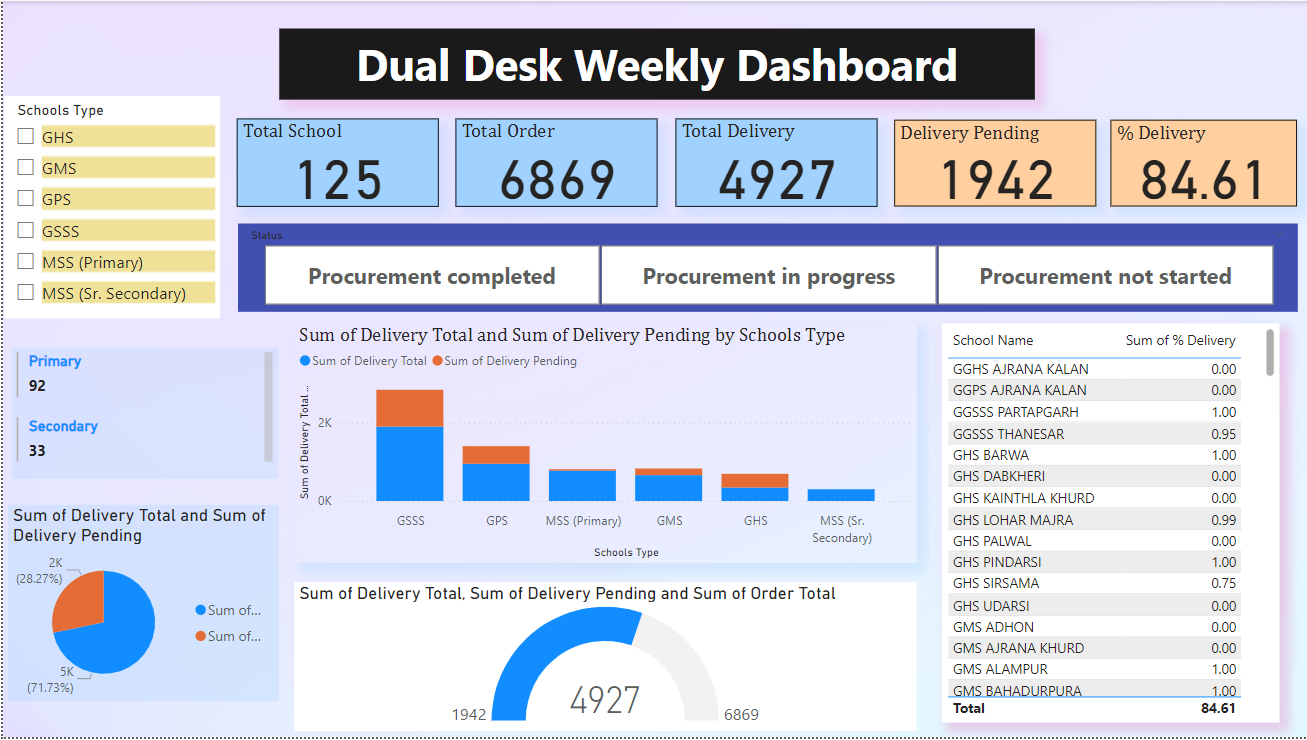 Dual Desk Weekly Dashboard
Schools Type
GHS
GMS
GPS
GSSS
MSS (Primary)
MSS (Sr. Secondary)
Total School
125
Total Order
6869
Total Delivery
4927
Delivery Pending
1942
% Delivery
84.61
Status
Procurement completed
Procurement in progress
Procurement not started
Primary
92
Secondary
33
Sum of Delivery Total and Sum of
Delivery Pending
2K
(28.27%)
5K
(71.73%)
Sum of...
Sum of...
Sum of Delivery Total and Sum of Delivery Pending by Schools Type
Sum of Delivery Total Sum of Delivery Pending
Sum of Delivery Total...
2K
0K
GSSS
GPS
MSS (Primary)
GMS
GHS
MSS (Sr.
Secondary)
Schools Type
Sum of Delivery Total, Sum of Delivery Pending and Sum of Order Total
4927
1942
6869
School Name Sum of % Delivery
GGHS AJRANA KALAN 0.00
GGPS AJRANA KALAN 0.00
GGSSS PARTAPGARH 1.00
GGSSS THANESAR 0.95
GHS BARWA 1.00
GHS DABKHERI 0.00
GHS KAINTHLA KHURD 0.00
GHS LOHAR MAJRA 0.99
GHS PALWAL 0.00
GHS PINDARSI 1.00
GHS SIRSAMA 0.75
GHS UDARSI 0.00
GMS ADHON 0.00
GMS AJRANA KHURD 0.00
GMS ALAMPUR 1.00
GMS BAHADURPURA 1.00
Total 84.61